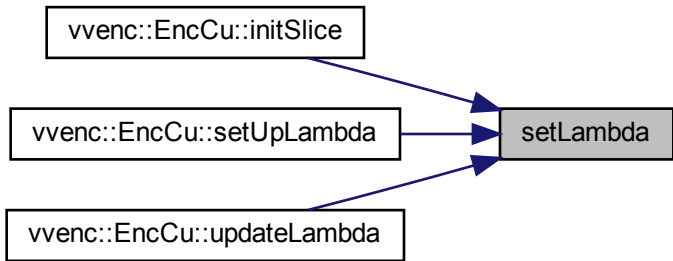 vvenc::EncCu::initSlice
vvenc::EncCu::setUpLambda
setLambda
vvenc::EncCu::updateLambda